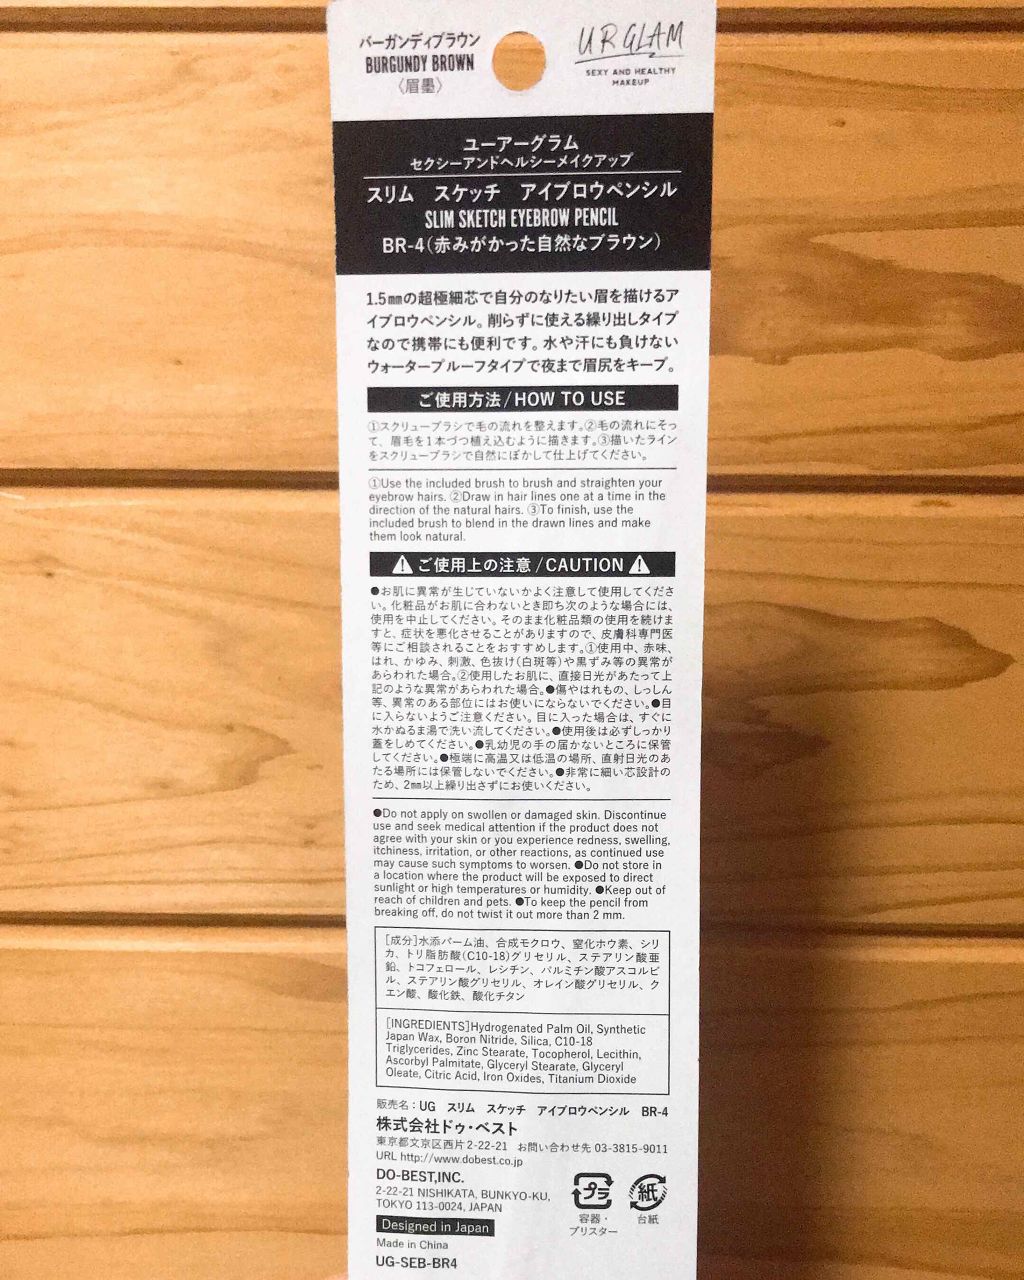 バーガンディブラウン
BURGUNDY BROWN
〈眉墨〉
UR GLAM
SEXY AND HEALTHY
MAKEUP
ユーアーグラム
セクシーアンドヘルシーメイクアップ
スリム スケッチ アイブロウペンシル
SLIM SKETCH EYEBROW PENCIL
BR-4(赤みがかった自然なブラウン)
1.5㎜の超極細芯で自分のなりたい眉を描けるア
イブロウペンシル。削らずに使える繰り出しタイプ
なので携帯にも便利です。水や汗にも負けない
ウォータープルーフタイプで夜まで眉尻をキープ。
ご使用方法/HOW TO USE
①スクリューブラシで毛の流れを整えます。②毛の流れにそっ
て、眉毛を1本づつ植え込むように描きます。③描いたライン
をスクリューブラシで自然にぼかして仕上げてください。
①Use the included brush to brush and straighten your
eyebrow hairs. ②Draw in hair lines one at a time in the
direction of the natural hairs. ③To finish, use the
included brush to blend in the drawn lines and make
them look natural.
ご使用上の注意/CAUTION
●お肌に異常が生じていないかよく注意して使用してくださ
い。化粧品がお肌に合わないとき即ち次のような場合には、
使用を中止してください。そのまま化粧品類の使用を続けま
すと、症状を悪化させることがありますので、皮膚科専門医
等にご相談されることをおすすめします。①使用中、赤味、
はれ、かゆみ、刺激、色抜け(白斑等)や黒ずみ等の異常が
あらわれた場合。②使用したお肌に、直接日光があたって上
記のような異常があらわれた場合。●傷やはれもの、しっしん
等、異常のある部位にはお使いにならないでください。●目
に入らないようご注意ください。目に入った場合は、すぐに
水かぬるま湯で洗い流してください。●使用後は必ずしっかり
蓋をしめてください。●乳幼児の手の届かないところに保管
してください。●極端に高温又は低温の場所、直射日光のあ
たる場所には保管しないでください。●非常に細い芯設計の
ため、2㎜以上繰り出さずにお使いください。
●Do not apply on swollen or damaged skin. Discontinue
use and seek medical attention if the product does not
agree with your skin or you experience redness, swelling,
itchiness, irritation, or other reactions, as continued use
may cause such symptoms to worsen. ●Do not store in
a location where the product will be exposed to direct
sunlight or high temperatures or humidity. ●Keep out of
reach of children and pets. ●To keep the pencil from
breaking off, do not twist it out more than 2 mm.
[成分]水添パーム油、合成モクロウ、窒化ホウ素、シリ
カ、トリ脂肪酸(C10-18)グリセリル、ステアリン酸亜
鉛、トコフェロール、レシチン、パルミチン酸アスコルビ
ル、ステアリン酸グリセリル、オレイン酸グリセリル、ク
エン酸、酸化鉄、酸化チタン
[INGREDIENTS]Hydrogenated Palm Oil, Synthetic
Japan Wax, Boron Nitride, Silica, C10-18
Triglycerides, Zinc Stearate, Tocopherol, Lecithin,
Ascorbyl Palmitate, Glyceryl Stearate, Glyceryl
Oleate, Citric Acid, Iron Oxides, Titanium Dioxide
販売名:UG スリム スケッチ アイブロウペンシル BR-4
株式会社ドゥ・ベスト
東京都文京区西片2-22-21 お問い合わせ先 03-3815-9011
URL http://www.dobest.co.jp
DO-BEST,INC.
2-22-21 NISHIKATA, BUNKYO-KU,
TOKYO 113-0024, JAPAN
Designed in Japan
Made in China
UG-SEB-BR4
プラ
容器・
ブリスター
紙
台紙